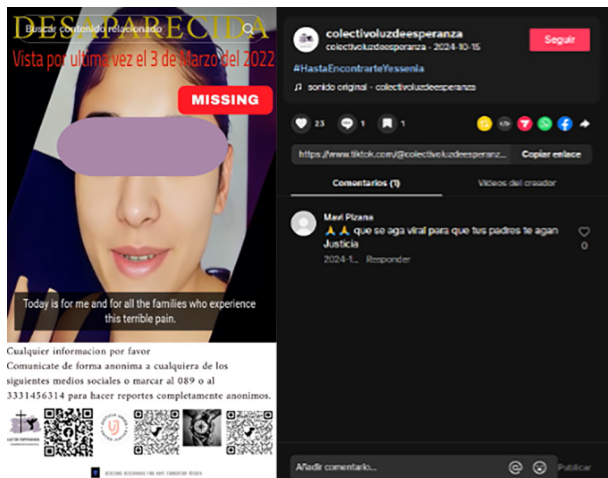 DESAPARECIDA
Buscar contenido relacionado
Vista por ultima vez el 3 de Marzo del 2022
MISSING
Today is for me and for all the families who experience
this terrible pain.
Cualquier informacion por favor
Comunicate de forma anonima a cualquiera de los
siguientes medios sociales o marcar al 089 o al
3331456314 para hacer reportes completamente anonimos.
colectivoluzdeesperanza
colectivoluzdeesperanza · 2024-10-15
Seguir
#HastaEncontrarteYessenia
♫ sonido original - colectivoluzdeesperanza
23
1
1
https://www.tiktok.com/@colectivoluzdeesperanz...
Copiar enlace
Comentarios (1)
Videos del creador
Mavi Pizana
🙏🙏 que se aga viral para que tus padres te agan
Justicia
2024-1... Responder
0
Añadir comentario...
Publicar